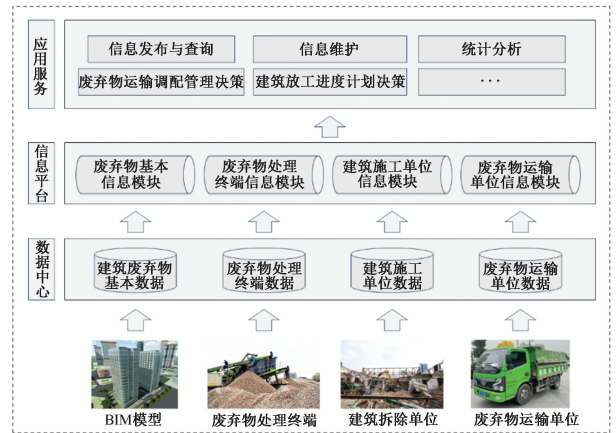 应用服务
信息发布与查询
信息维护
统计分析
废弃物运输调配管理决策
建筑放工进度计划决策
···
信息平台
废弃物基本
信息模块
废弃物处理
终端信息模块
建筑施工单位
信息模块
废弃物运输
单位信息模块
数据中心
建筑废弃物
基本数据
废弃物处理
终端数据
建筑施工
单位数据
废弃物运输
单位数据
BIM模型
废弃物处理终端
建筑拆除单位
废弃物运输单位